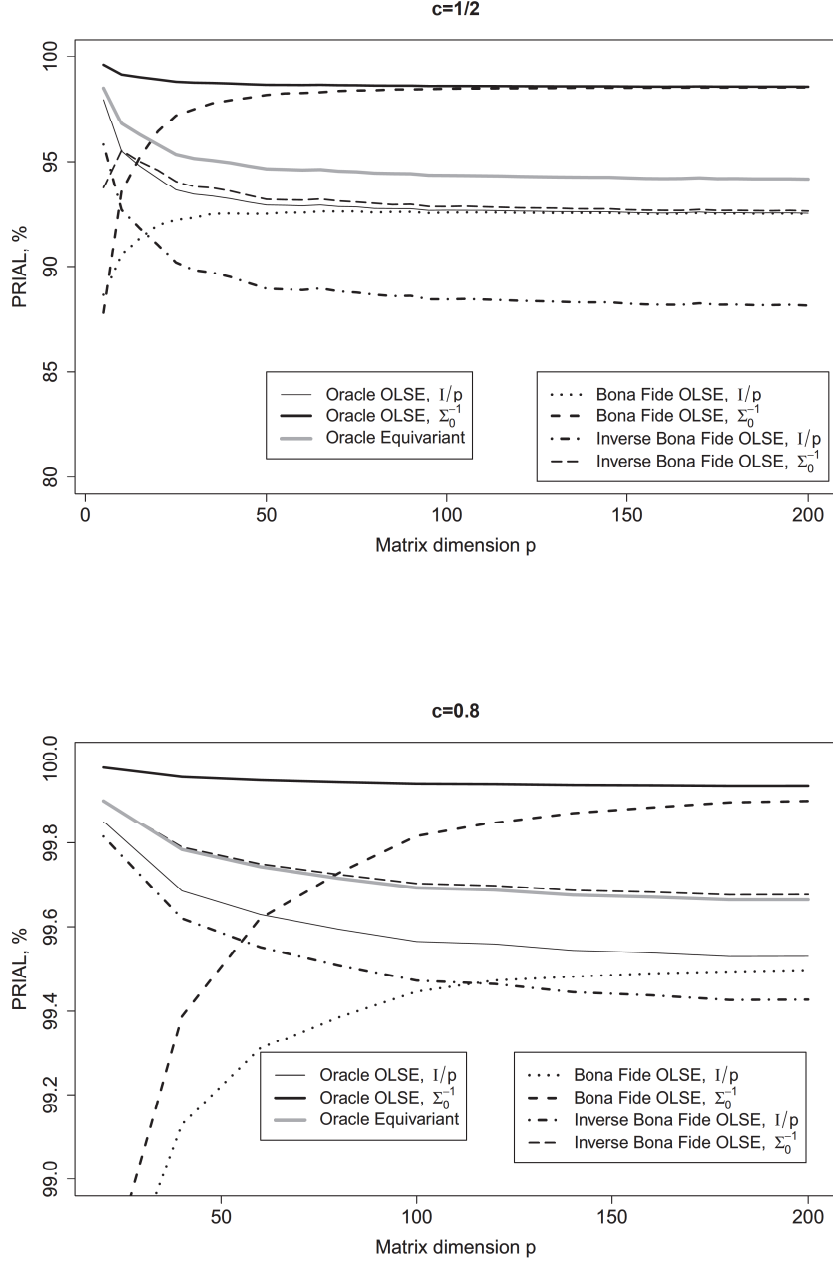 c=1/2
PRIAL, %
100
95
90
85
80
Oracle OLSE, I/p
Oracle OLSE, Σ₀⁻¹
Oracle Equivariant
Bona Fide OLSE, I/p
Bona Fide OLSE, Σ₀⁻¹
Inverse Bona Fide OLSE, I/p
Inverse Bona Fide OLSE, Σ₀⁻¹
0 50 100 150 200
Matrix dimension p
c=0.8
PRIAL, %
100.0
99.8
99.6
99.4
99.2
99.0
Oracle OLSE, I/p
Oracle OLSE, Σ₀⁻¹
Oracle Equivariant
Bona Fide OLSE, I/p
Bona Fide OLSE, Σ₀⁻¹
Inverse Bona Fide OLSE, I/p
Inverse Bona Fide OLSE, Σ₀⁻¹
50 100 150 200
Matrix dimension p